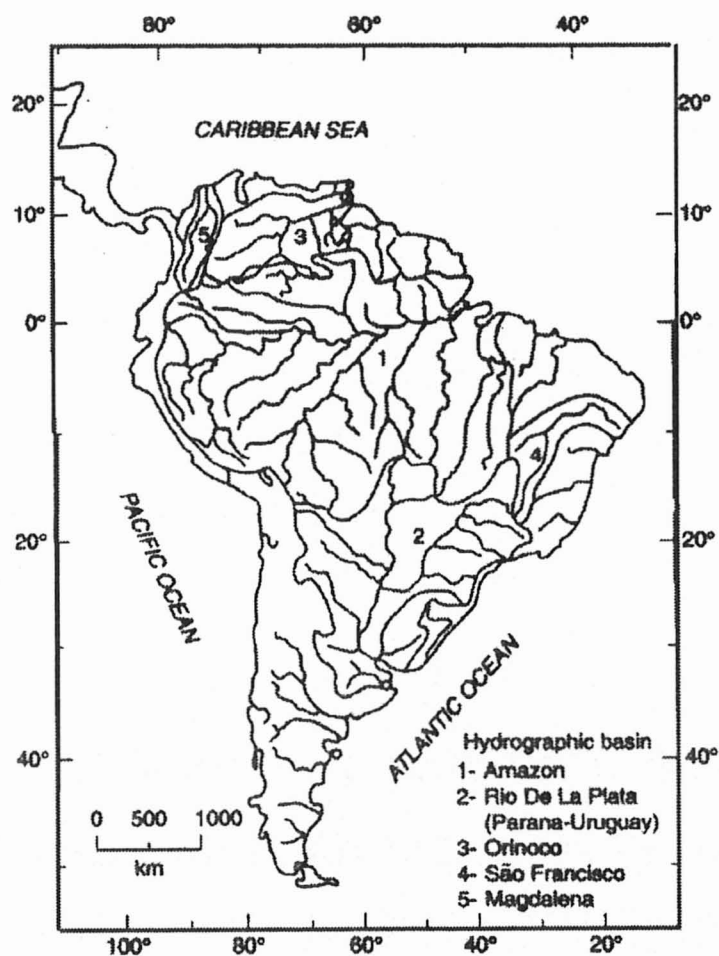 80° 60° 40°
20° 20°
CARIBBEAN SEA
10° 10°
5 3
0° 0°
1
4
PACIFIC OCEAN
2
20° 20°
ATLANTIC OCEAN
Hydrographic basin
40° 40°
1- Amazon
2- Rio De La Plata
(Parana-Uruguay)
3- Orinoco
4- São Francisco
5- Magdalena
0 500 1000
km
100° 80° 60° 40° 20°